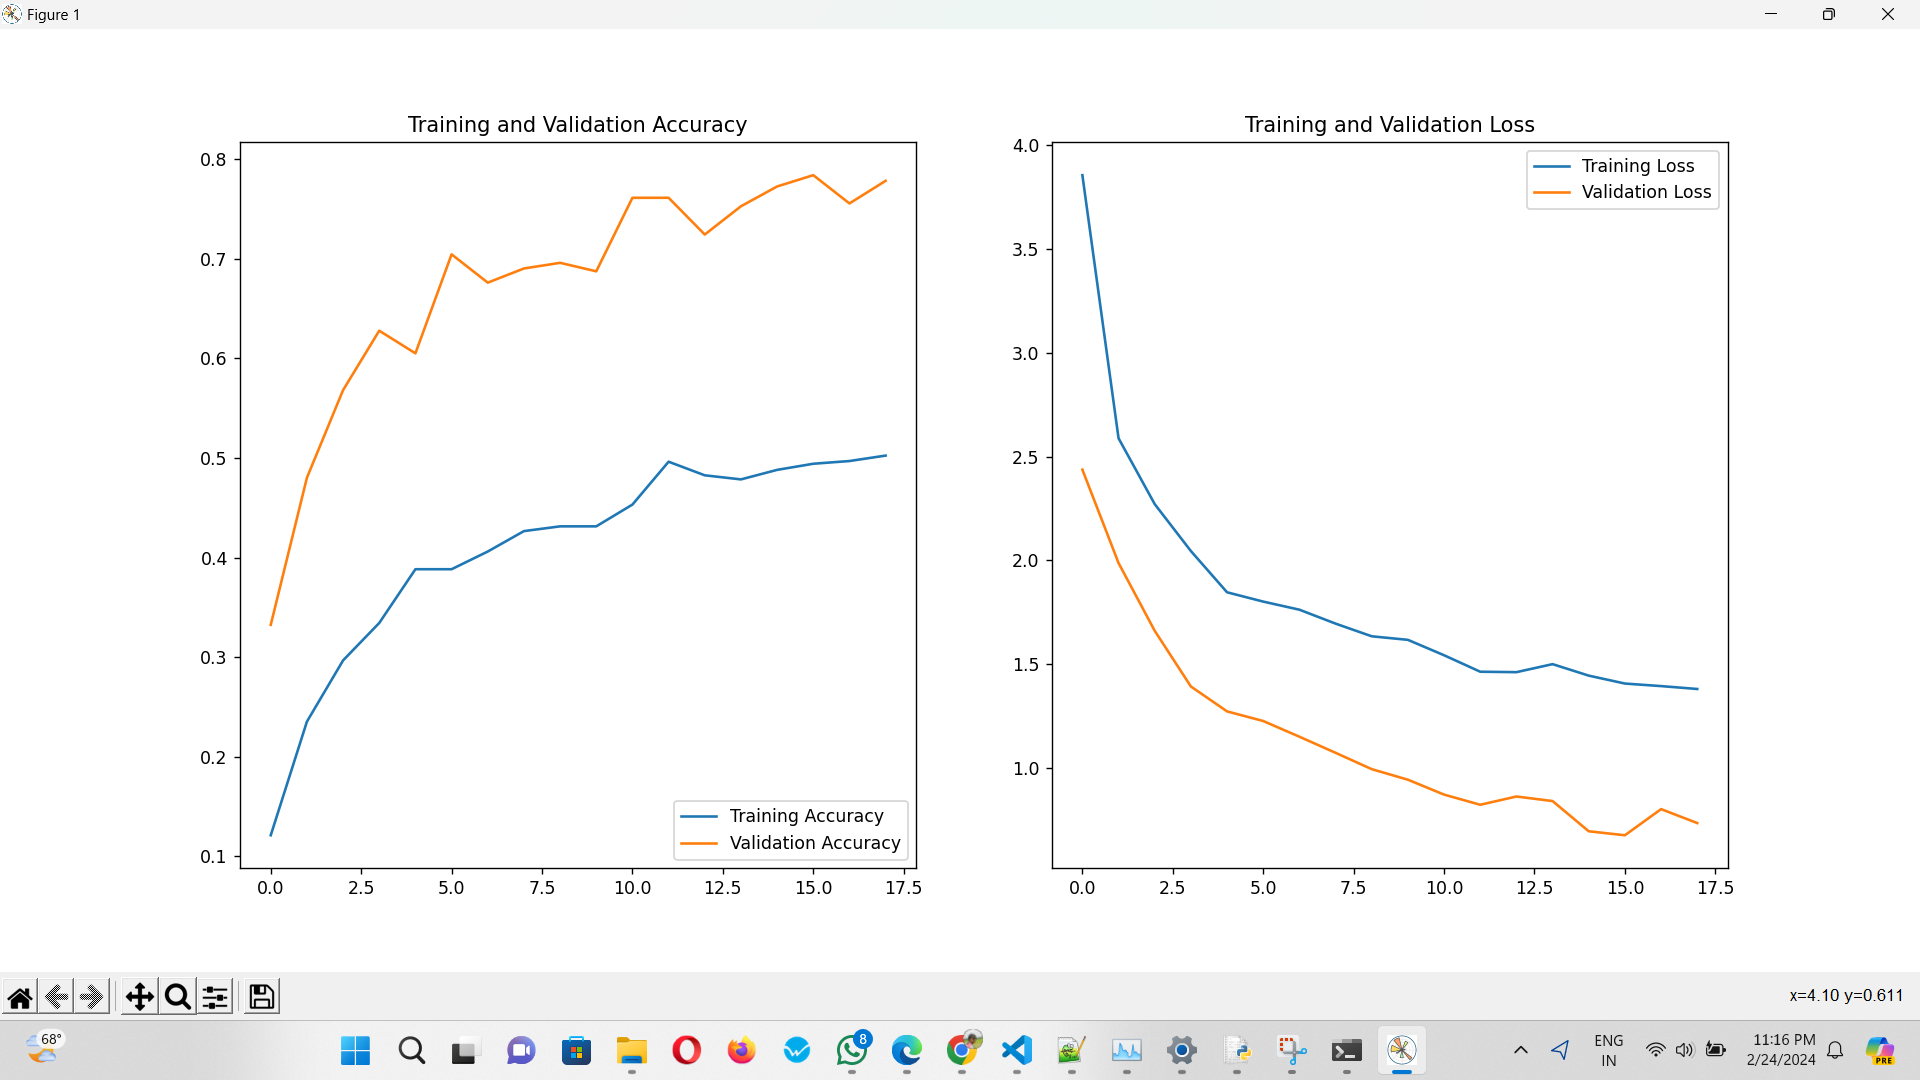 Figure 1
Training and Validation Accuracy
0.8
0.7
0.6
0.5
0.4
0.3
0.2
0.1
0.0 2.5 5.0 7.5 10.0 12.5 15.0 17.5
Training Accuracy
Validation Accuracy
Training and Validation Loss
4.0
3.5
3.0
2.5
2.0
1.5
1.0
0.0 2.5 5.0 7.5 10.0 12.5 15.0 17.5
Training Loss
Validation Loss
x=4.10 y=0.611
68°
8
ENG
IN
11:16 PM
2/24/2024
PRE